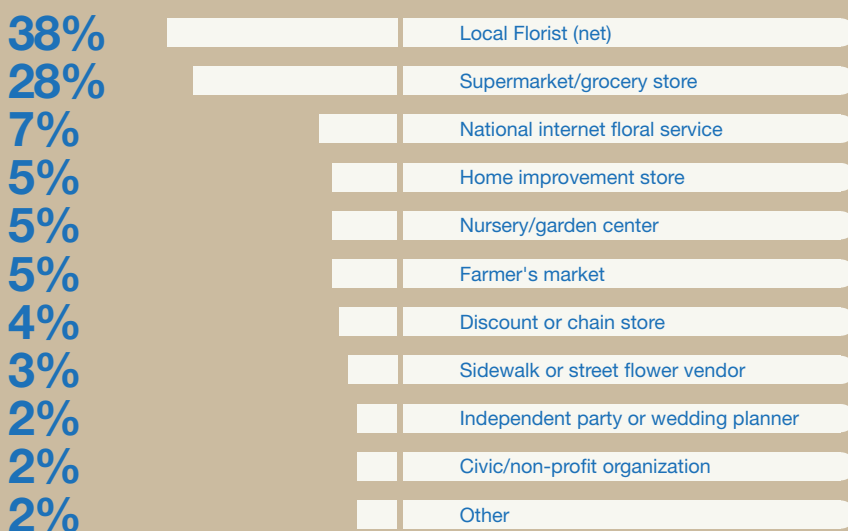 38% Local Florist (net)
28% Supermarket/grocery store
7% National internet floral service
5% Home improvement store
5% Nursery/garden center
5% Farmer's market
4% Discount or chain store
3% Sidewalk or street flower vendor
2% Independent party or wedding planner
2% Civic/non-profit organization
2% Other